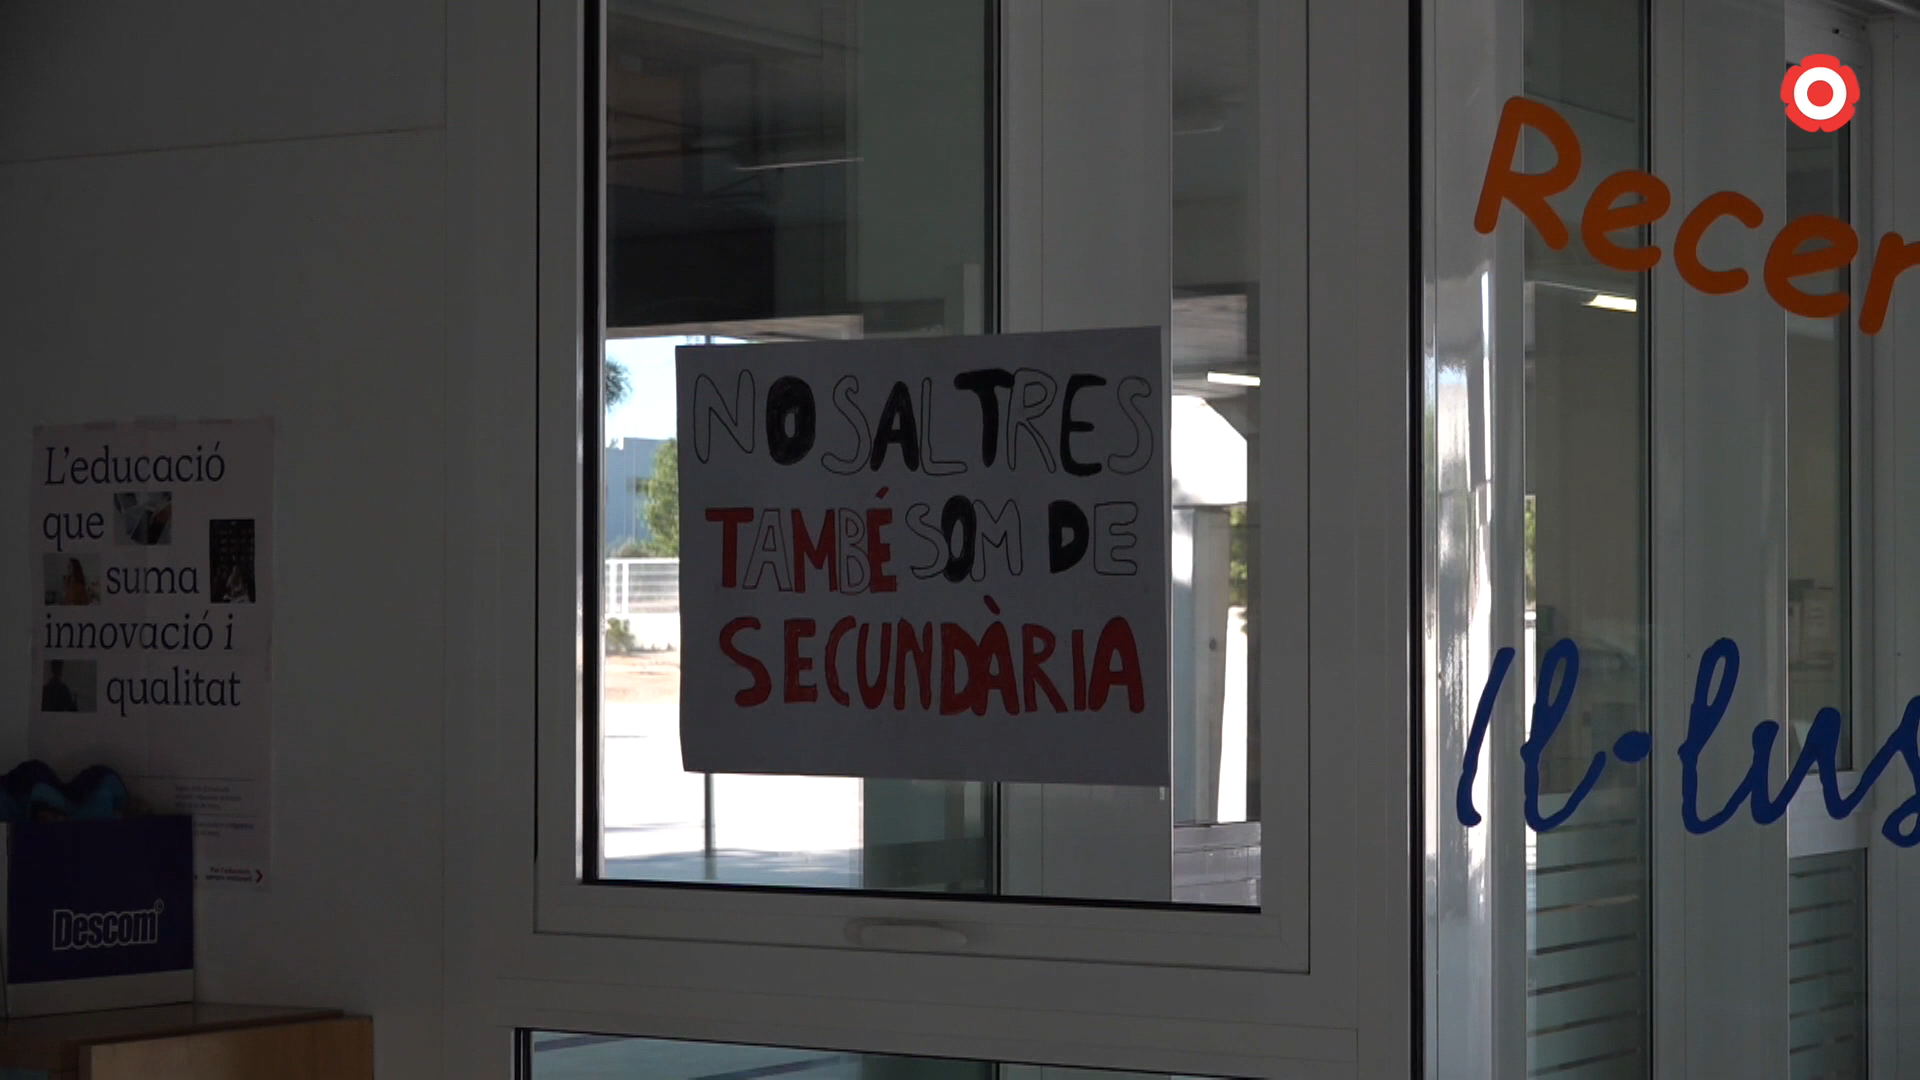 L'educació
que
suma
innovació i
qualitat
Descom
NOSALTRES
TAMBÉ SOM DE
SECUNDÀRIA
Recer
Il·lus